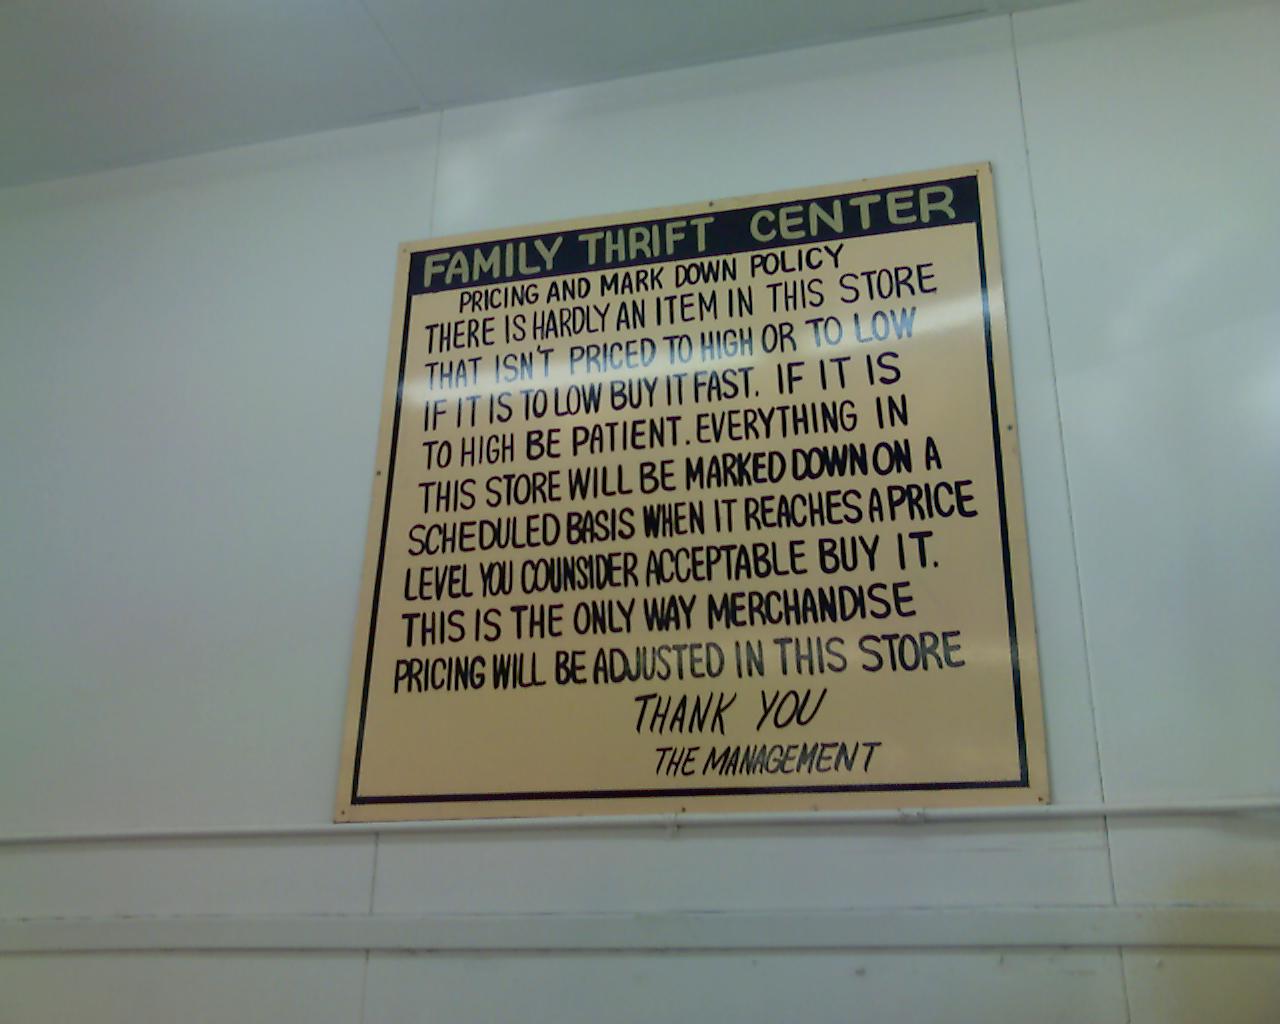 FAMILY THRIFT CENTER
PRICING AND MARK DOWN POLICY
THERE IS HARDLY AN ITEM IN THIS STORE
THAT ISN'T PRICED TO HIGH OR TO LOW
IF IT IS TO LOW BUY IT FAST. IF IT IS
TO HIGH BE PATIENT. EVERYTHING IN
THIS STORE WILL BE MARKED DOWN ON A
SCHEDULED BASIS WHEN IT REACHES A PRICE
LEVEL YOU COUNSIDER ACCEPTABLE BUY IT.
THIS IS THE ONLY WAY MERCHANDISE
PRICING WILL BE ADJUSTED IN THIS STORE
THANK YOU
THE MANAGEMENT